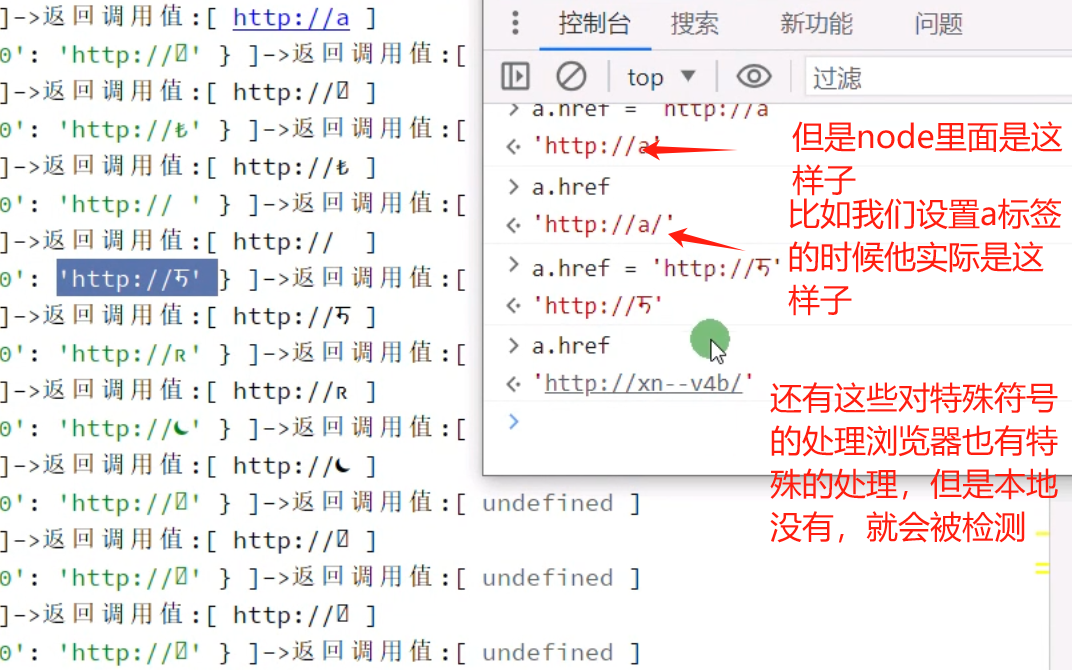 ]->返回调用值:[ http://a ]
0': 'http://' } ]->返回调用值:[
]->返回调用值:[ http:// ]
0': 'http://₺' } ]->返回调用值:[
]->返回调用值:[ http://₺ ]
0': 'http:// ' } ]->返回调用值:[
]->返回调用值:[ http://  ]
0': 'http://' } ]->返回调用值:[
]->返回调用值:[ http:// ]
0': 'http://ʀ' } ]->返回调用值:[
]->返回调用值:[ http://ʀ ]
0': 'http://⏾' } ]->返回调用值:[
]->返回调用值:[ http://⏾ ]
0': 'http://' } ]->返回调用值:[ undefined ]
]->返回调用值:[ http:// ]
0': 'http://' } ]->返回调用值:[ undefined ]
]->返回调用值:[ http:// ]
0': 'http://' } ]->返回调用值:[ undefined ]
控制台 搜索 新功能 问题
top ▼ 过滤
> a.href = 'http://a
'http://a'
> a.href
'http://a/'
> a.href = 'http://'
'http://'
> a.href
'http://xn--v4b/'
>
但是node里面是这
样子
比如我们设置a标签
的时候他实际是这
样子
还有这些对特殊符号
的处理浏览器也有特
殊的处理，但是本地
没有，就会被检测